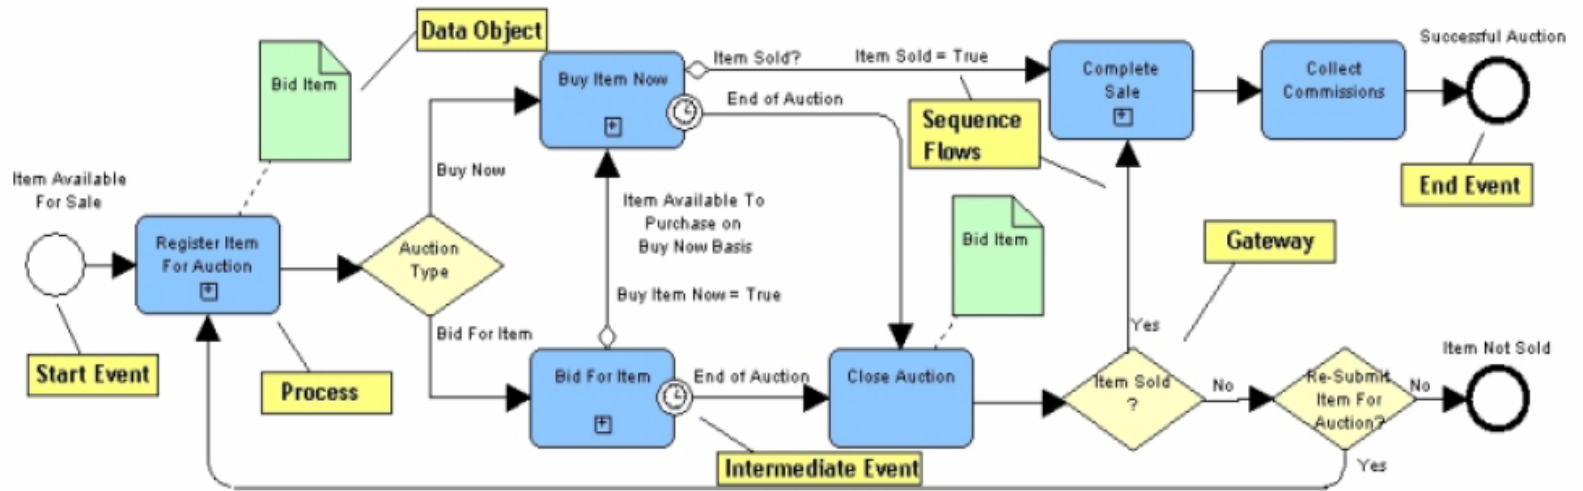 Data Object
Successful Auction
Bid Item
Buy Item Now
Item Sold?
Item Sold = True
Complete
Sale
Collect
Commissions
End of Auction
Sequence
Flows
Item Available
For Sale
Buy Now
End Event
Item Available To
Purchase on
Buy Now Basis
Register Item
For Auction
Auction
Type
Bid Item
Gateway
Buy Item Now = True
Bid For Item
Yes
Start Event
Process
Bid For Item
End of Auction
Close Auction
Item Sold
?
No
Re-Submit
Item For
Auction?
No
Item Not Sold
Intermediate Event
Yes